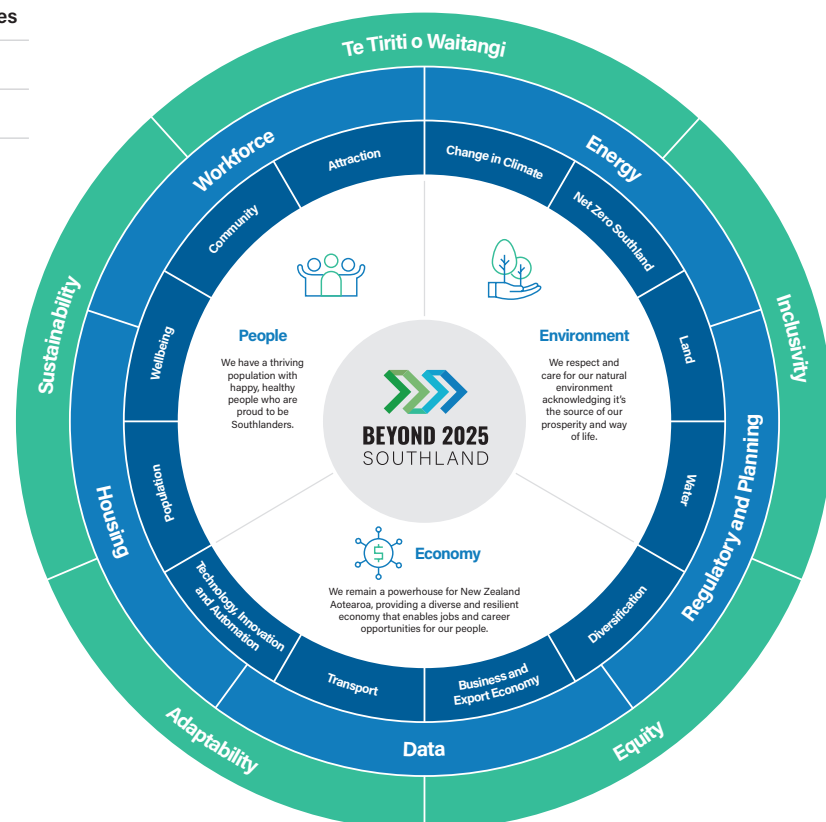 es
Te Tiriti o Waitangi
Sustainability
Inclusivity
Adaptability
Equity
Workforce
Energy
Housing
Regulatory and Planning
Data
Attraction
Change in Climate
Community
Net Zero Southland
Wellbeing
Land
Population
Water
Technology, Innovation
and Automation
Diversification
Transport
Business and
Export Economy
People
We have a thriving
population with
happy, healthy
people who are
proud to be
Southlanders.
Environment
We respect and
care for our natural
environment
acknowledging it's
the source of our
prosperity and way
of life.
BEYOND 2025
SOUTHLAND
$
Economy
We remain a powerhouse for New Zealand
Aotearoa, providing a diverse and resilient
economy that enables jobs and career
opportunities for our people.